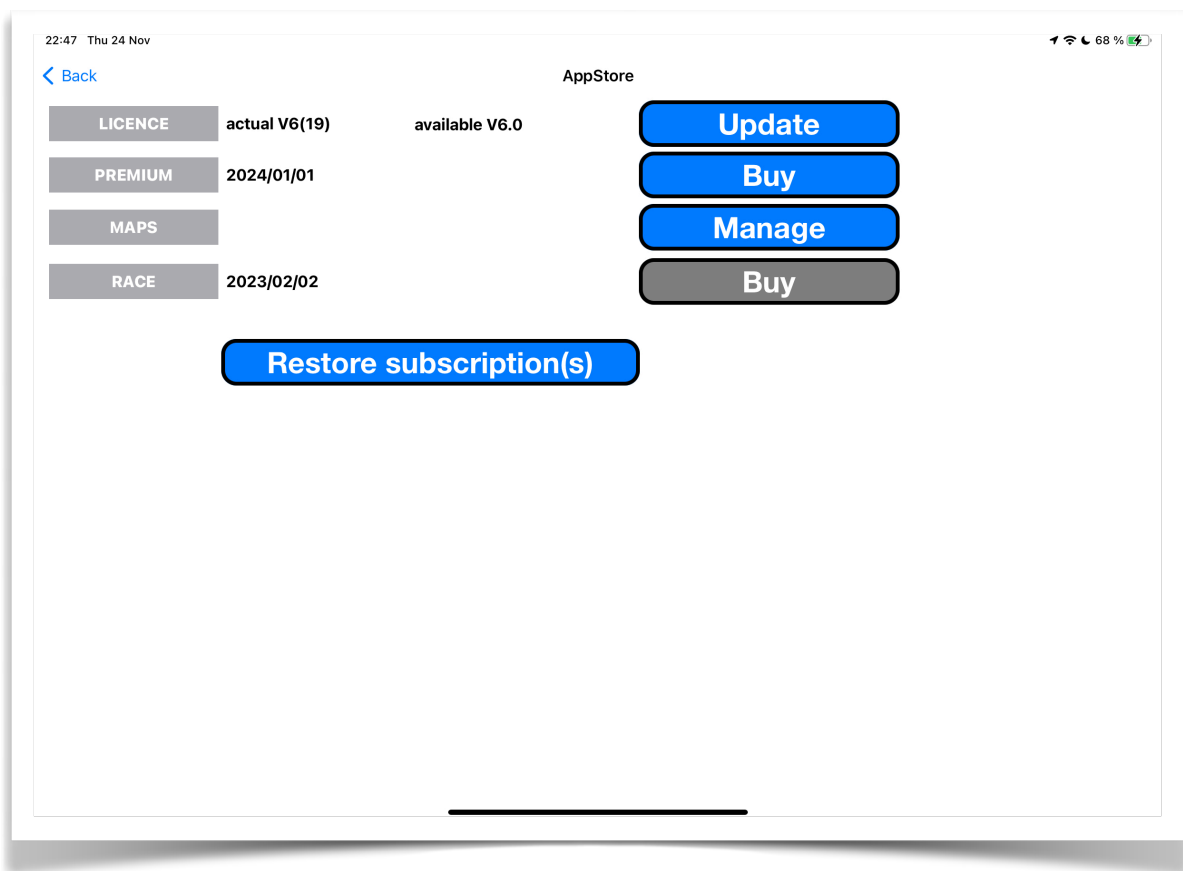 22:47 Thu 24 Nov 68 %
Back AppStore
LICENCE actual V6(19) available V6.0 Update
PREMIUM 2024/01/01 Buy
MAPS Manage
RACE 2023/02/02 Buy
Restore subscription(s)